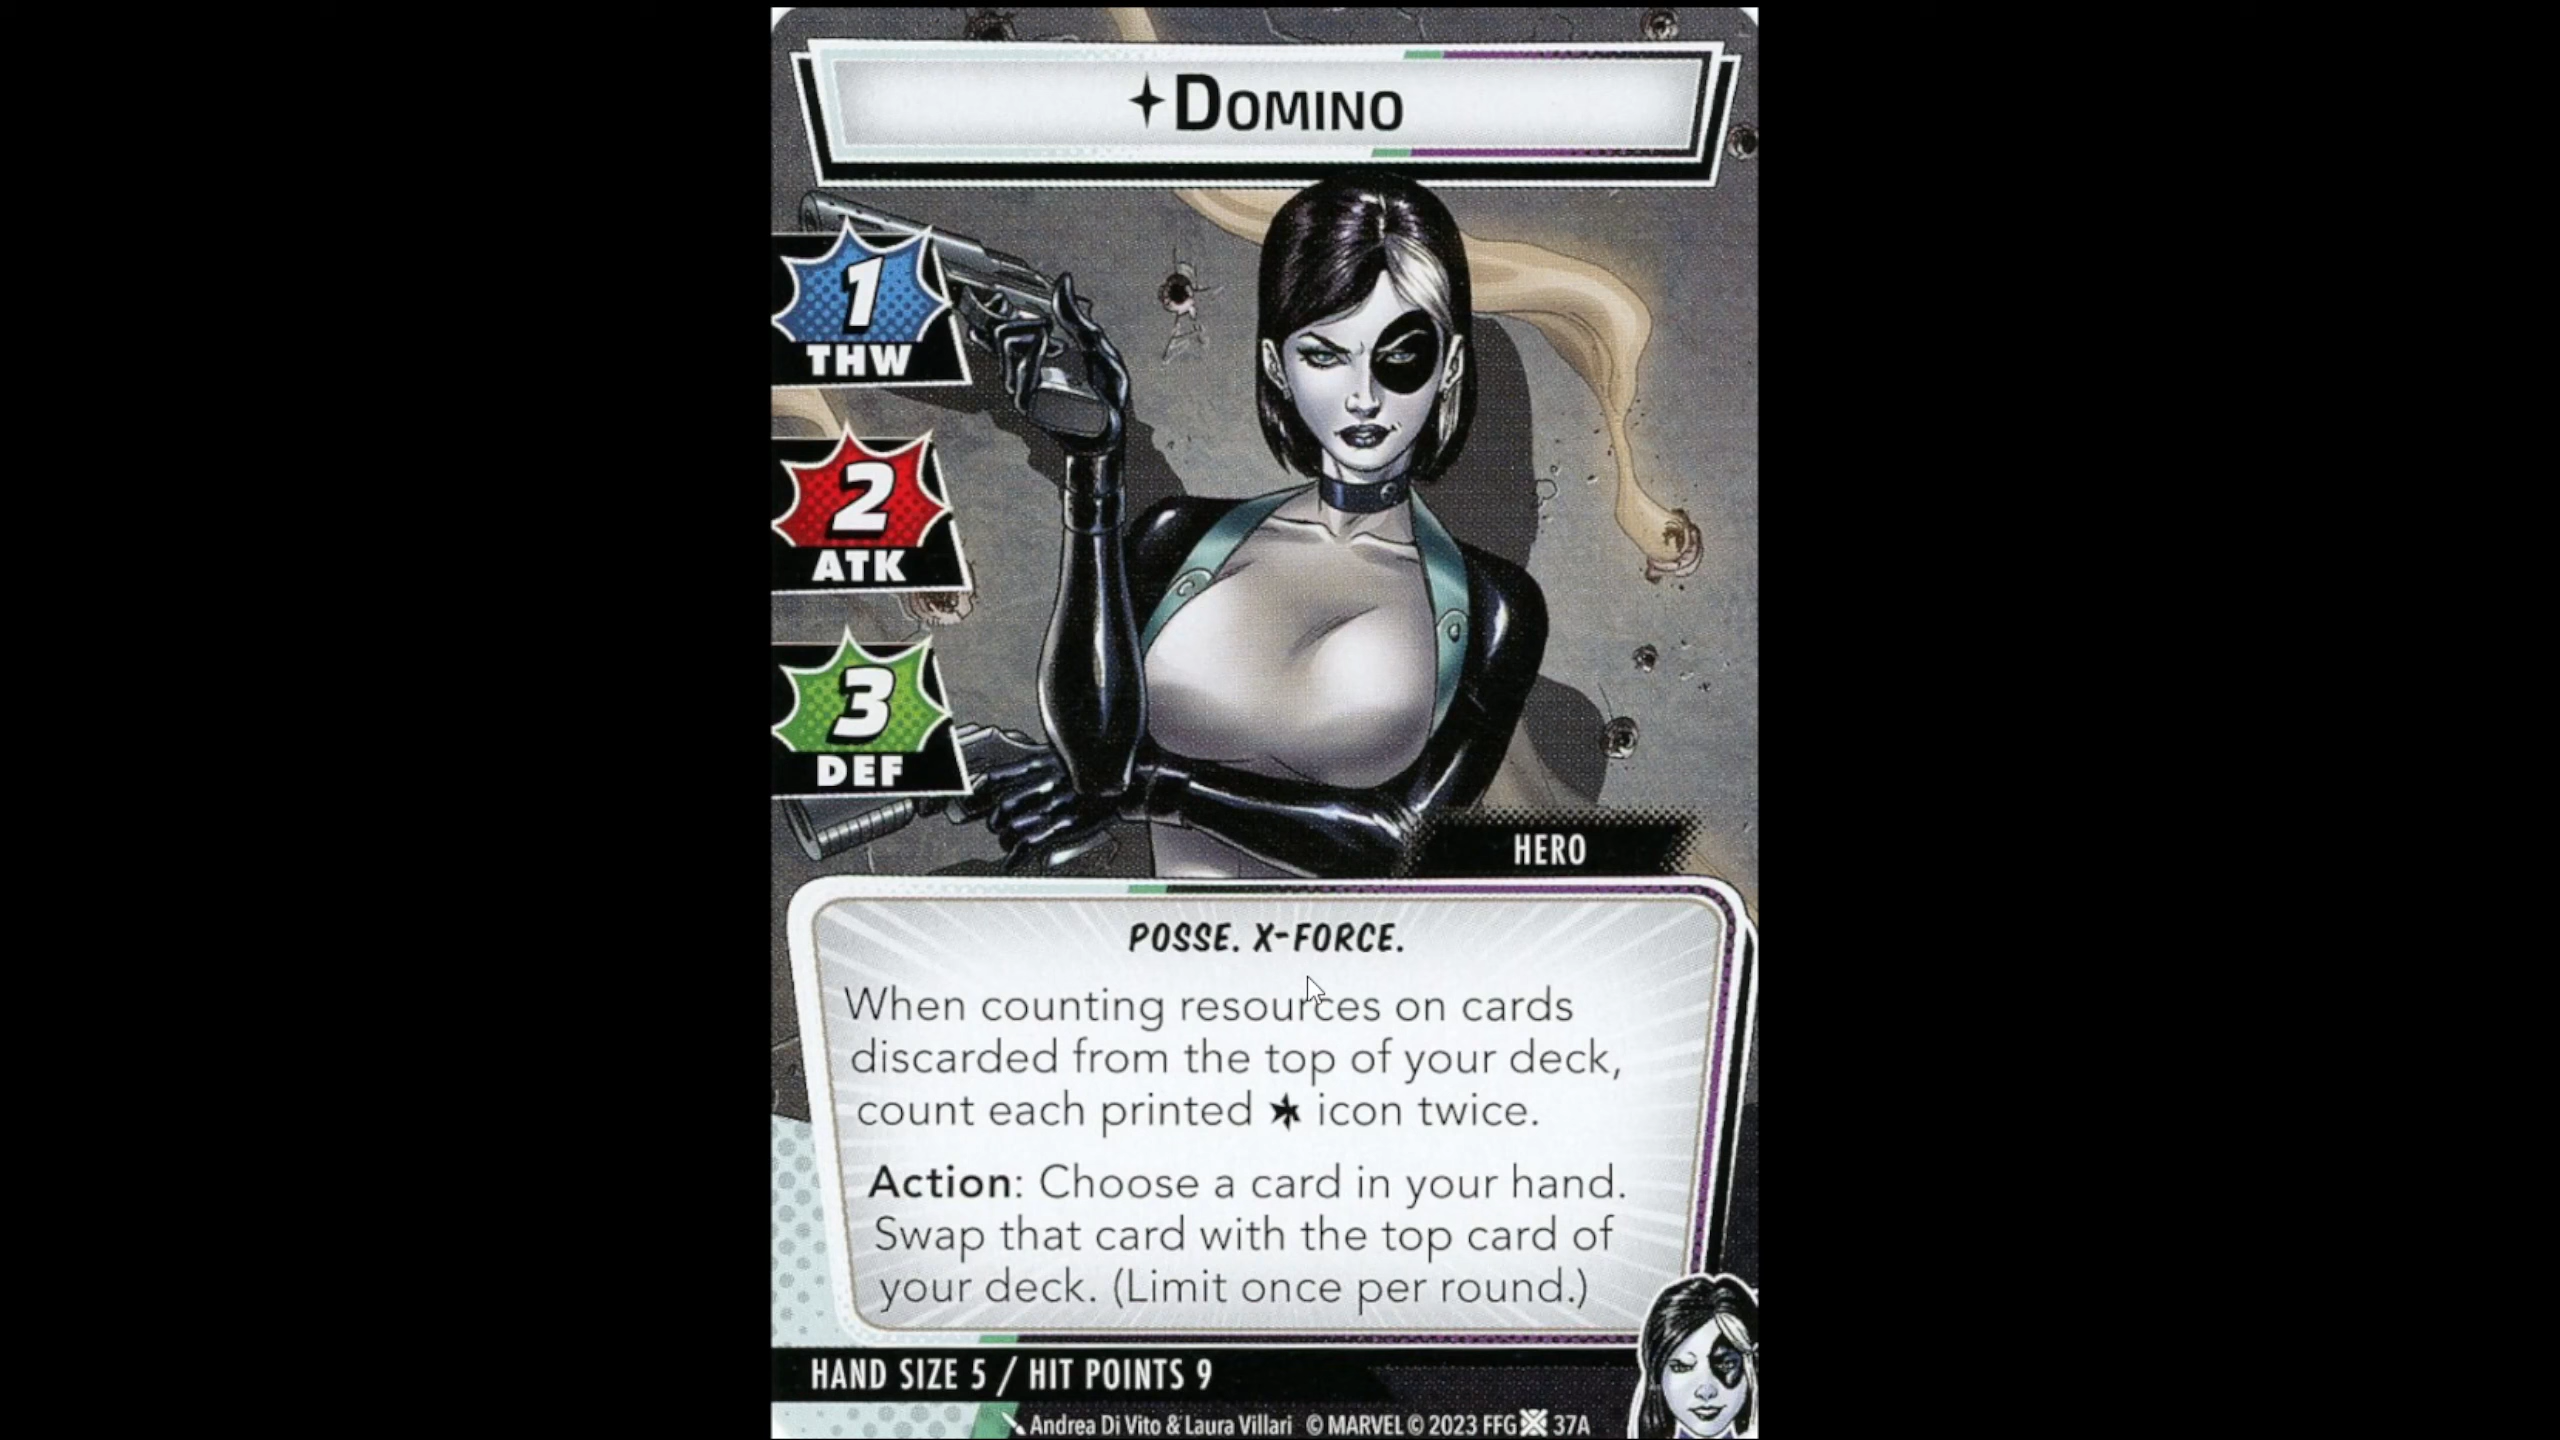 Domino
1
THW
2
ATK
3
DEF
HERO
POSSE. X-FORCE.
When counting resources on cards
discarded from the top of your deck,
count each printed icon twice.
Action: Choose a card in your hand.
Swap that card with the top card of
your deck. (Limit once per round.)
HAND SIZE 5 / HIT POINTS 9
Andrea Di Vito & Laura Villari © MARVEL © 2023 FFG 37A